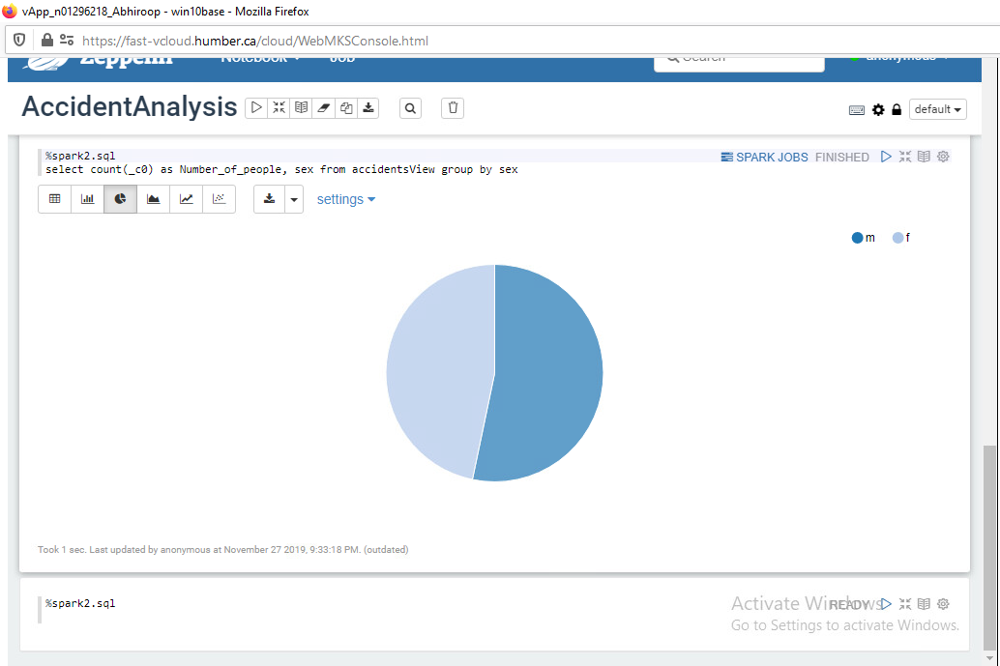 vApp_n01296218_Abhiroop - win10base - Mozilla Firefox
https://fast-vcloud.humber.ca/cloud/WebMKSConsole.html
Zeppelin Notebook Job Search anonymous
AccidentAnalysis default
%spark2.sql SPARK JOBS FINISHED
select count(_c0) as Number_of_people, sex from accidentsView group by sex
settings
m f
Took 1 sec. Last updated by anonymous at November 27 2019, 9:33:18 PM. (outdated)
%spark2.sql READY
Activate Windows
Go to Settings to activate Windows.